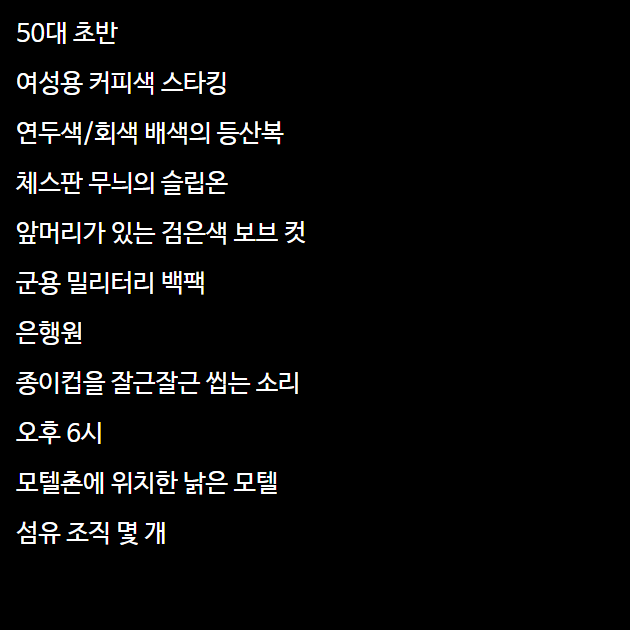 50대 초반
여성용 커피색 스타킹
연두색/회색 배색의 등산복
체스판 무늬의 슬립온
앞머리가 있는 검은색 보브 컷
군용 밀리터리 백팩
은행원
종이컵을 잘근잘근 씹는 소리
오후 6시
모텔촌에 위치한 낡은 모텔
섬유 조직 몇 개